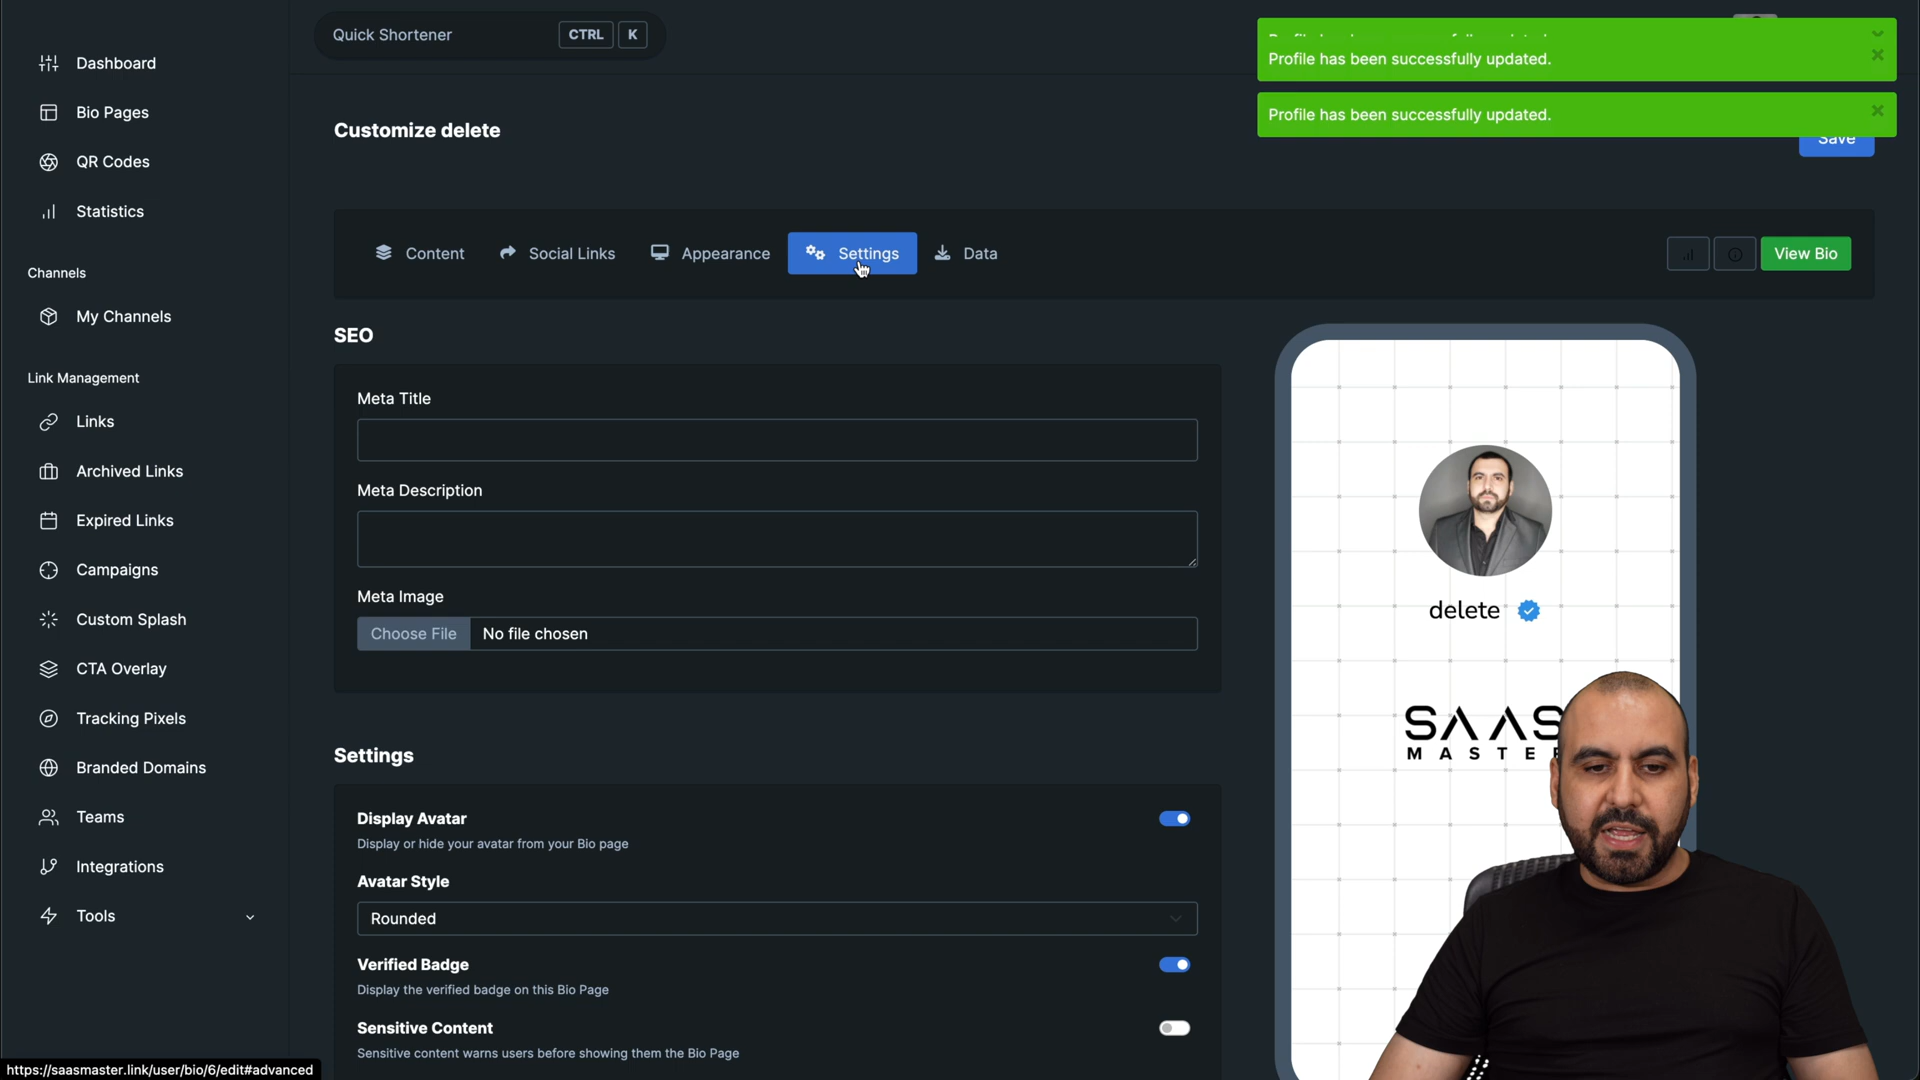 Quick Shortener
CTRL
K
Profile has been successfully updated.
Profile has been successfully updated.
Save
Dashboard
Bio Pages
QR Codes
Statistics
Channels
My Channels
Link Management
Links
Archived Links
Expired Links
Campaigns
Custom Splash
CTA Overlay
Tracking Pixels
Branded Domains
Teams
Integrations
Tools
Customize delete
Content
Social Links
Appearance
Settings
Data
View Bio
SEO
Meta Title
Meta Description
Meta Image
Choose File
No file chosen
Settings
Display Avatar
Display or hide your avatar from your Bio page
Avatar Style
Rounded
Verified Badge
Display the verified badge on this Bio Page
Sensitive Content
Sensitive content warns users before showing them the Bio Page
delete
SAAS
MASTE
https://saasmaster.link/user/bio/6/edit#advanced